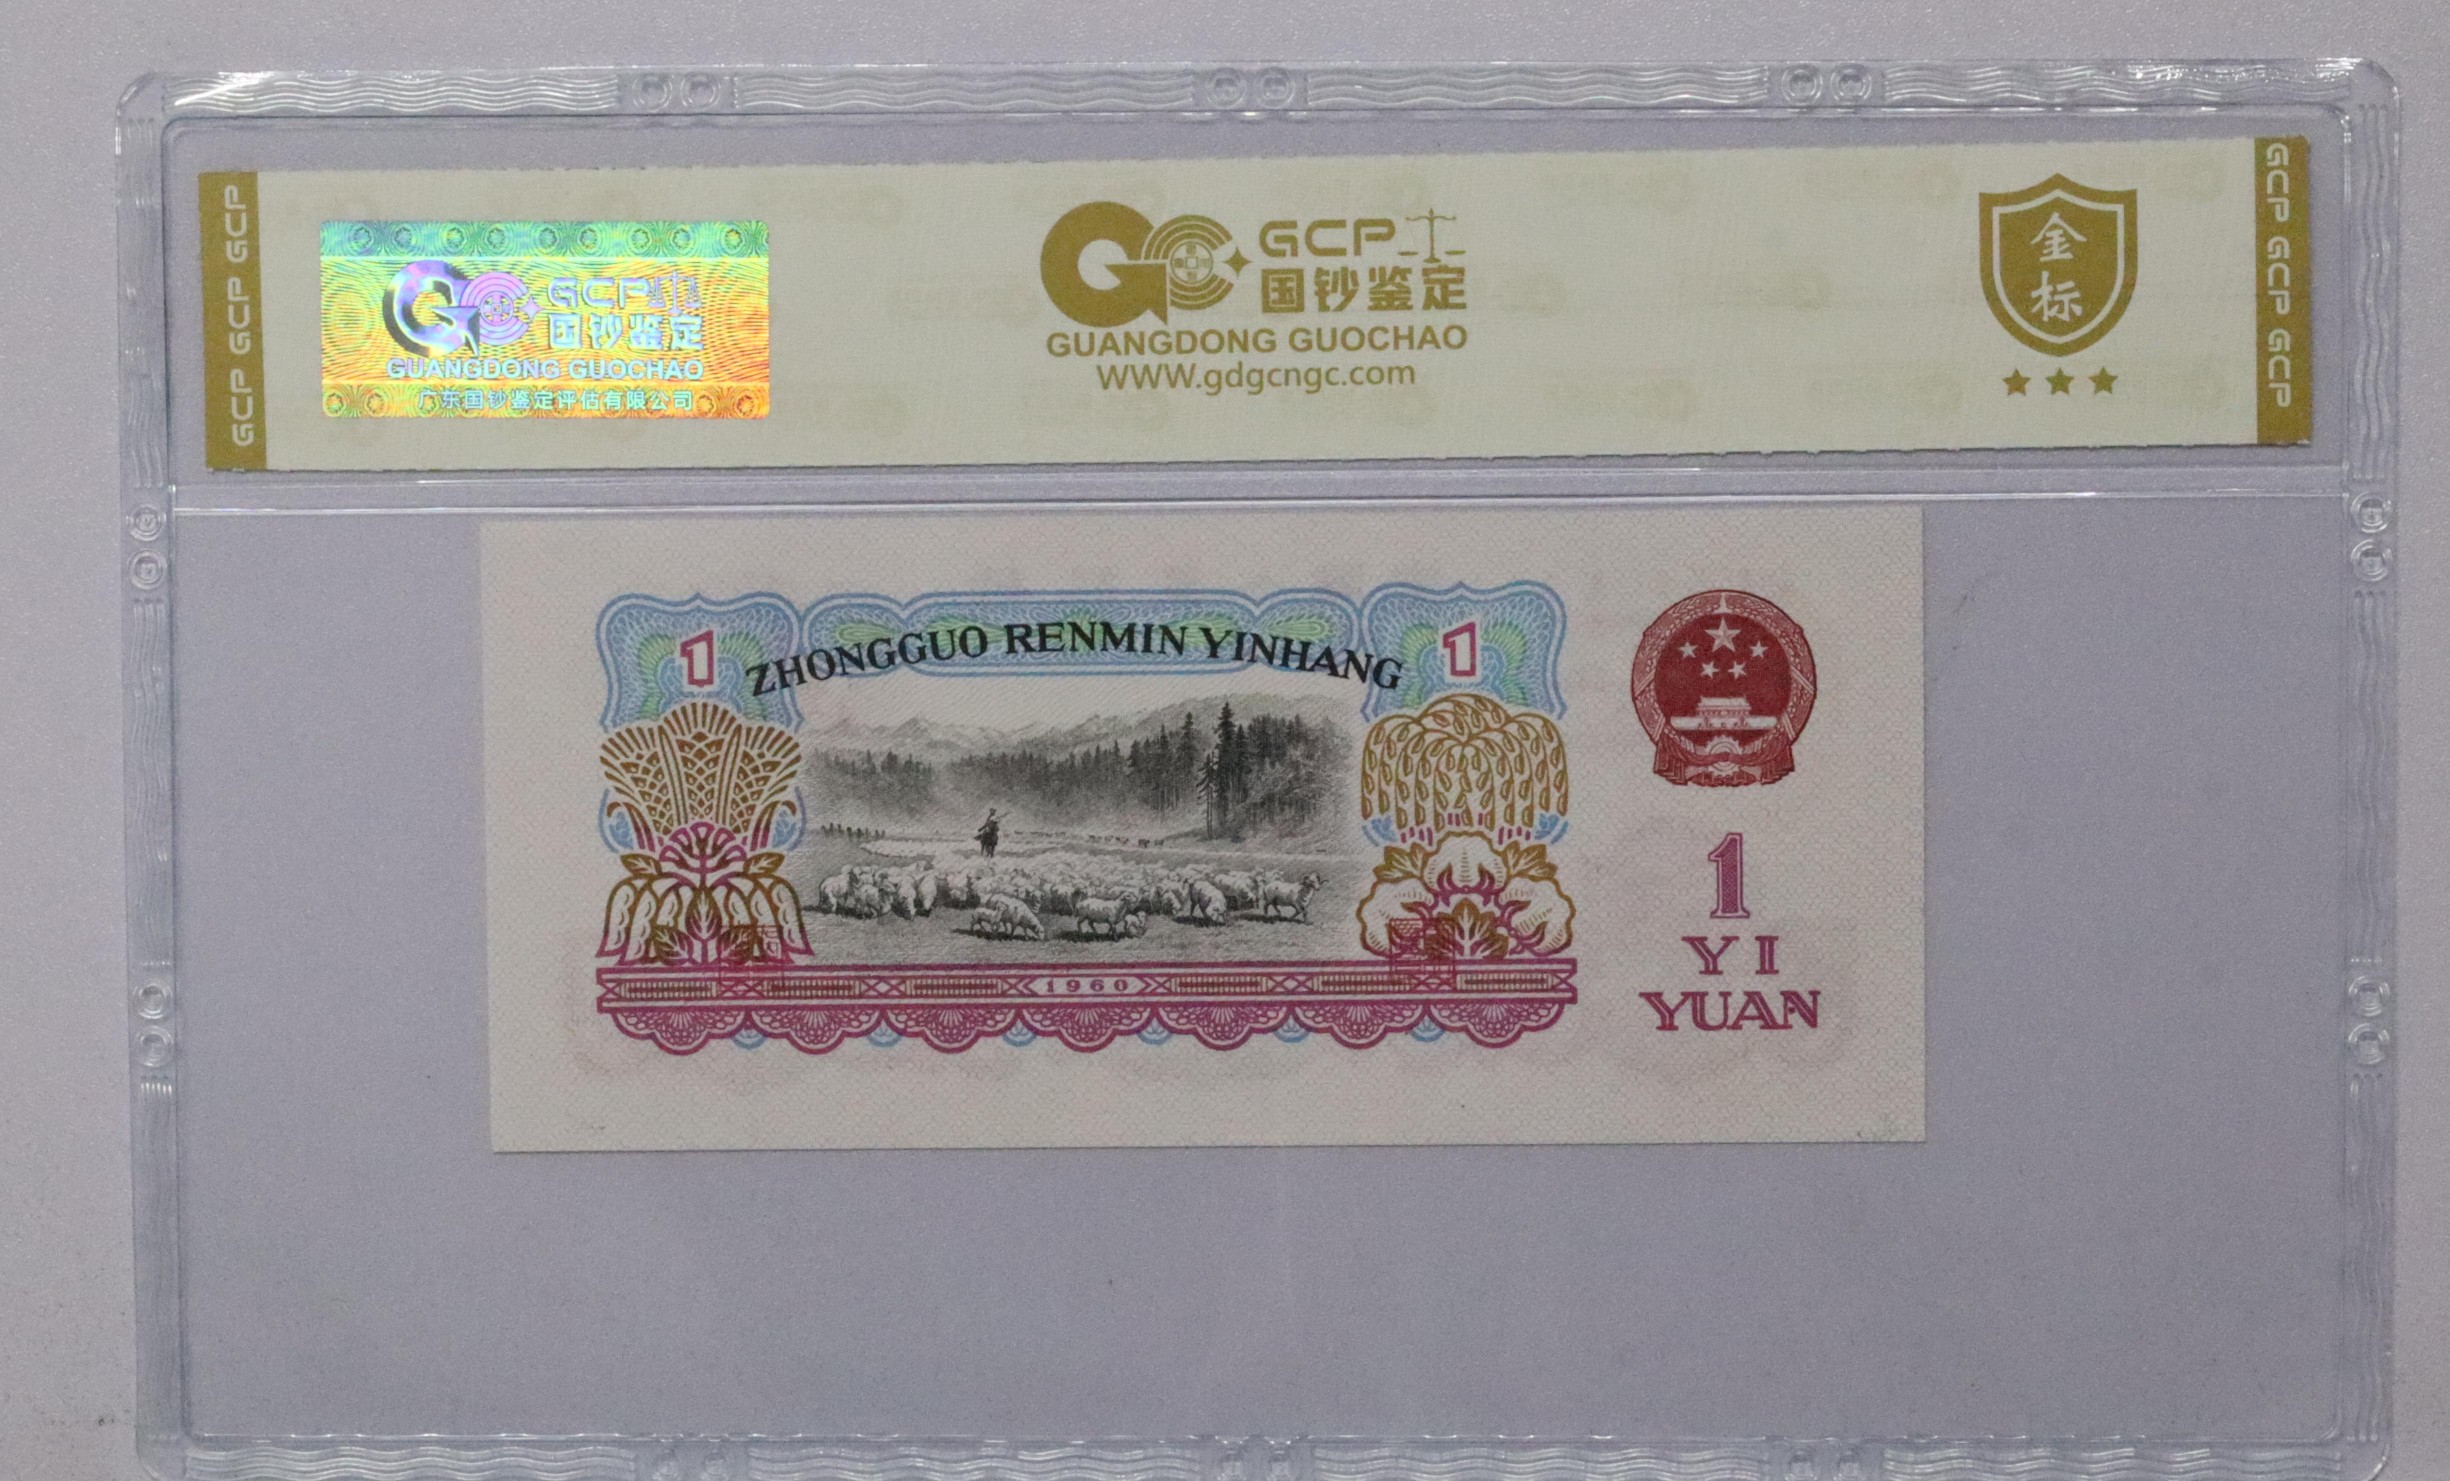 GCP GCP GCP
GCP
国钞鉴定
GUANGDONG GUOCHAO
广东国钞鉴定评估有限公司
GCP
国钞鉴定
GUANGDONG GUOCHAO
WWW.gdgcngc.com
金
标
GCP GCP GCP
1
ZHONGGUO RENMIN YINHANG
1
1960
1
YI
YUAN